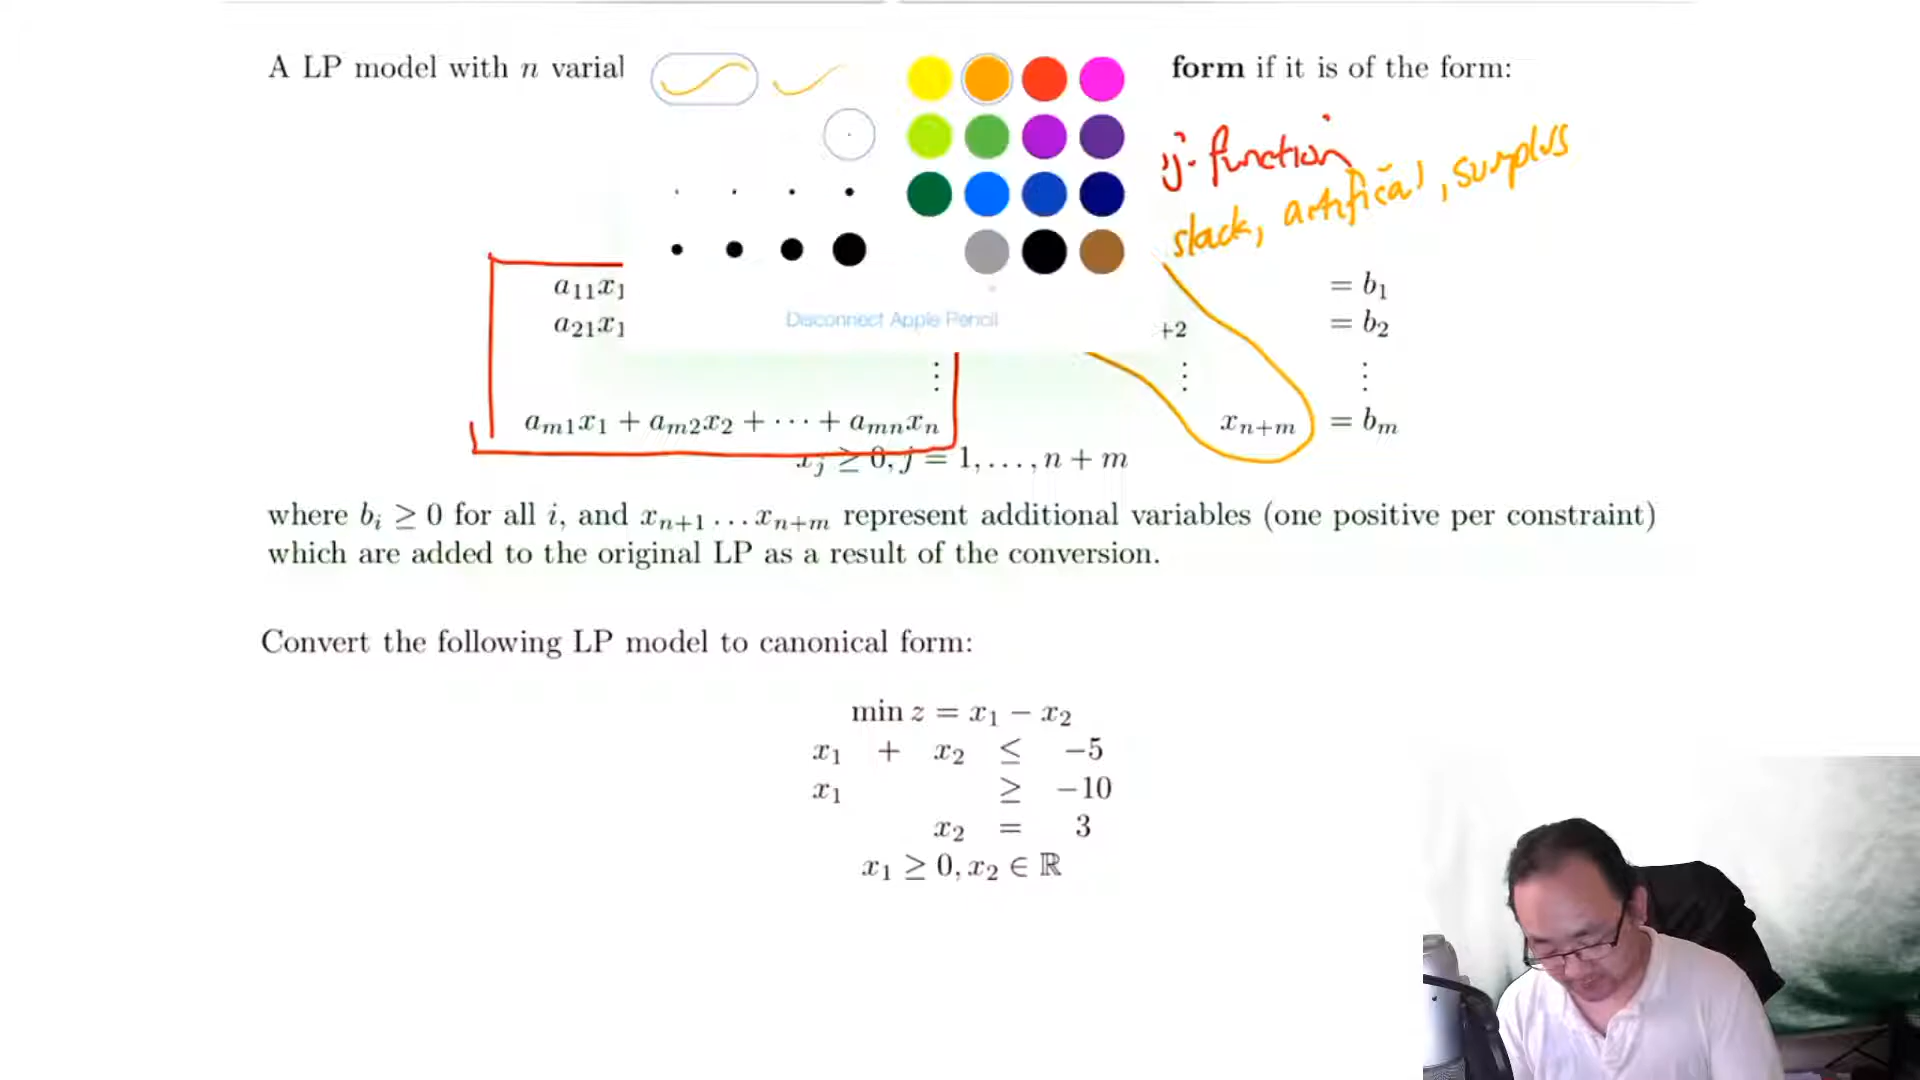 A LP model with n varial form if it is of the form:
j. function
slack, artifical, surplus
a₁₁x₁ = b₁
a₂₁x₁ +2 = b₂
⋮ ⋮ ⋮
aₘ₁x₁ + aₘ₂x₂ + ⋯ + aₘₙxₙ xₙ₊ₘ = bₘ
xⱼ ≥ 0, j = 1, …, n + m
Disconnect Apple Pencil
where bᵢ ≥ 0 for all i, and xₙ₊₁ … xₙ₊ₘ represent additional variables (one positive per constraint)
which are added to the original LP as a result of the conversion.
Convert the following LP model to canonical form:
min z = x₁ − x₂
x₁ + x₂ ≤ −5
x₁ ≥ −10
x₂ = 3
x₁ ≥ 0, x₂ ∈ ℝ